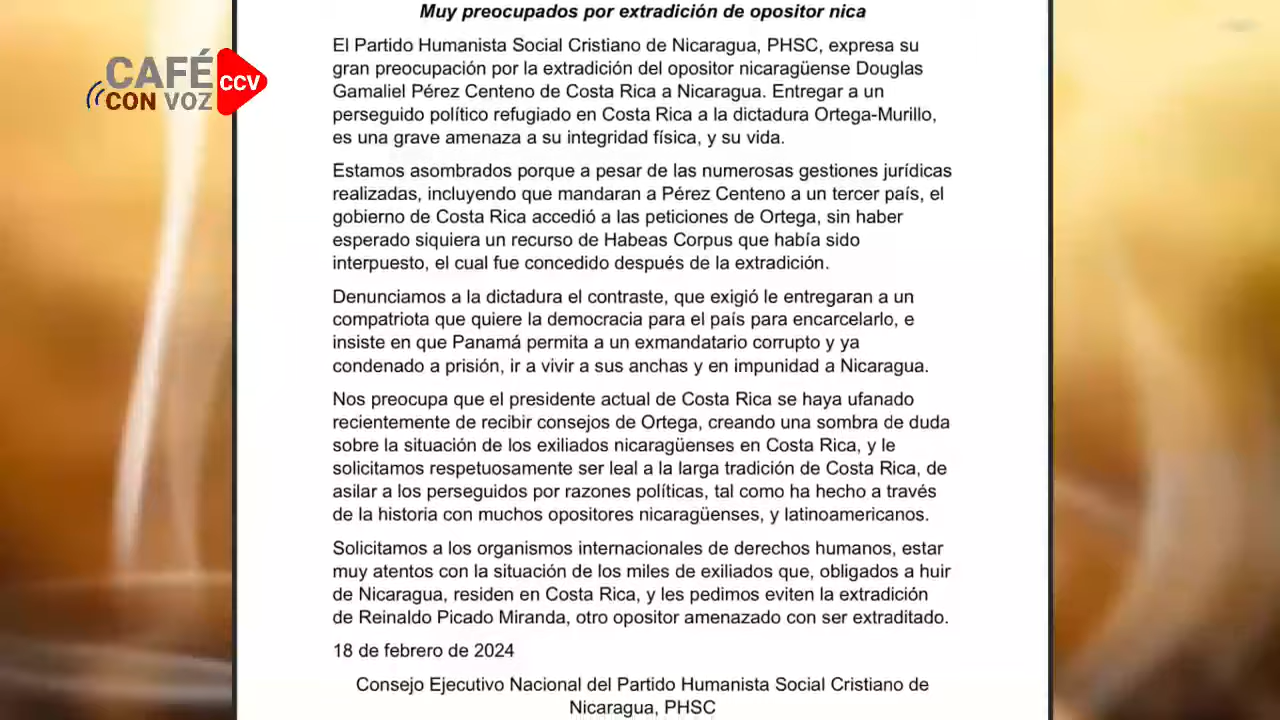 Muy preocupados por extradición de opositor nica
CAFÉ
CON VOZ
CCV
El Partido Humanista Social Cristiano de Nicaragua, PHSC, expresa su
gran preocupación por la extradición del opositor nicaragüense Douglas
Gamaliel Pérez Centeno de Costa Rica a Nicaragua. Entregar a un
perseguido político refugiado en Costa Rica a la dictadura Ortega-Murillo,
es una grave amenaza a su integridad física, y su vida.
Estamos asombrados porque a pesar de las numerosas gestiones jurídicas
realizadas, incluyendo que mandaran a Pérez Centeno a un tercer país, el
gobierno de Costa Rica accedió a las peticiones de Ortega, sin haber
esperado siquiera un recurso de Habeas Corpus que había sido
interpuesto, el cual fue concedido después de la extradición.
Denunciamos a la dictadura el contraste, que exigió le entregaran a un
compatriota que quiere la democracia para el país para encarcelarlo, e
insiste en que Panamá permita a un exmandatario corrupto y ya
condenado a prisión, ir a vivir a sus anchas y en impunidad a Nicaragua.
Nos preocupa que el presidente actual de Costa Rica se haya ufanado
recientemente de recibir consejos de Ortega, creando una sombra de duda
sobre la situación de los exiliados nicaragüenses en Costa Rica, y le
solicitamos respetuosamente ser leal a la larga tradición de Costa Rica, de
asilar a los perseguidos por razones políticas, tal como ha hecho a través
de la historia con muchos opositores nicaragüenses, y latinoamericanos.
Solicitamos a los organismos internacionales de derechos humanos, estar
muy atentos con la situación de los miles de exiliados que, obligados a huir
de Nicaragua, residen en Costa Rica, y les pedimos eviten la extradición
de Reinaldo Picado Miranda, otro opositor amenazado con ser extraditado.
18 de febrero de 2024
Consejo Ejecutivo Nacional del Partido Humanista Social Cristiano de
Nicaragua, PHSC